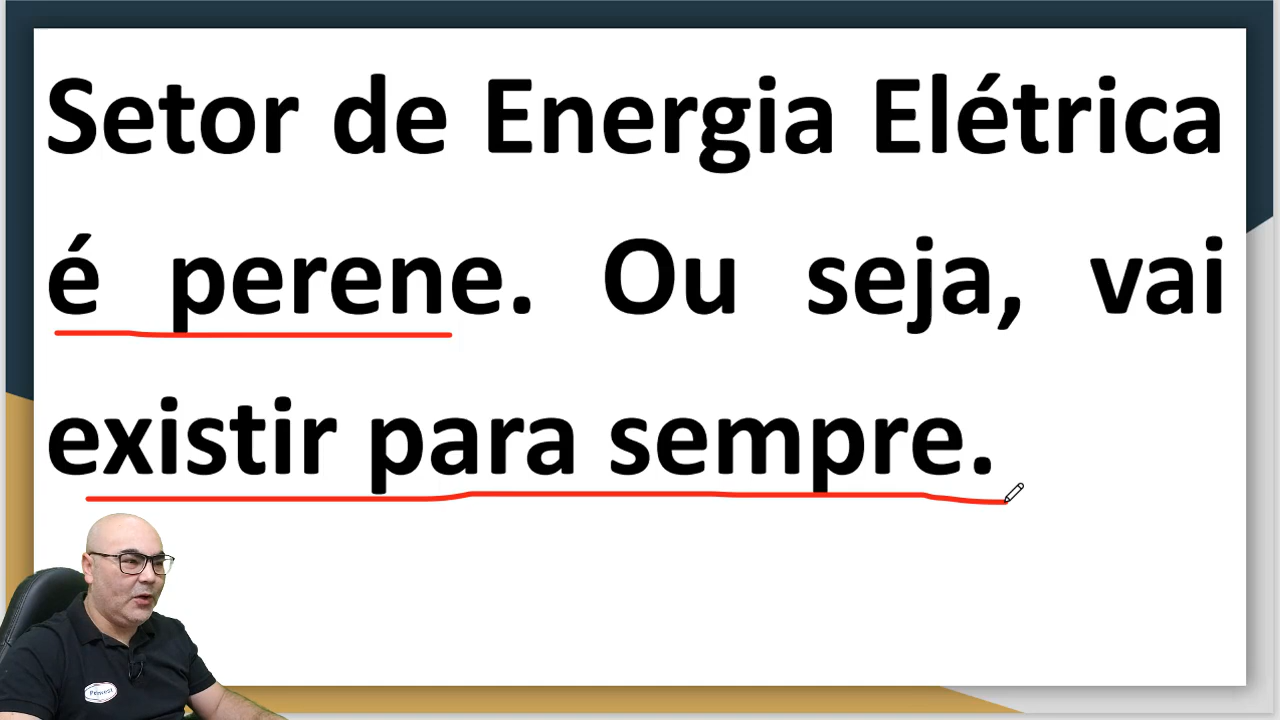 Setor de Energia Elétrica
é perene. Ou seja, vai
existir para sempre.